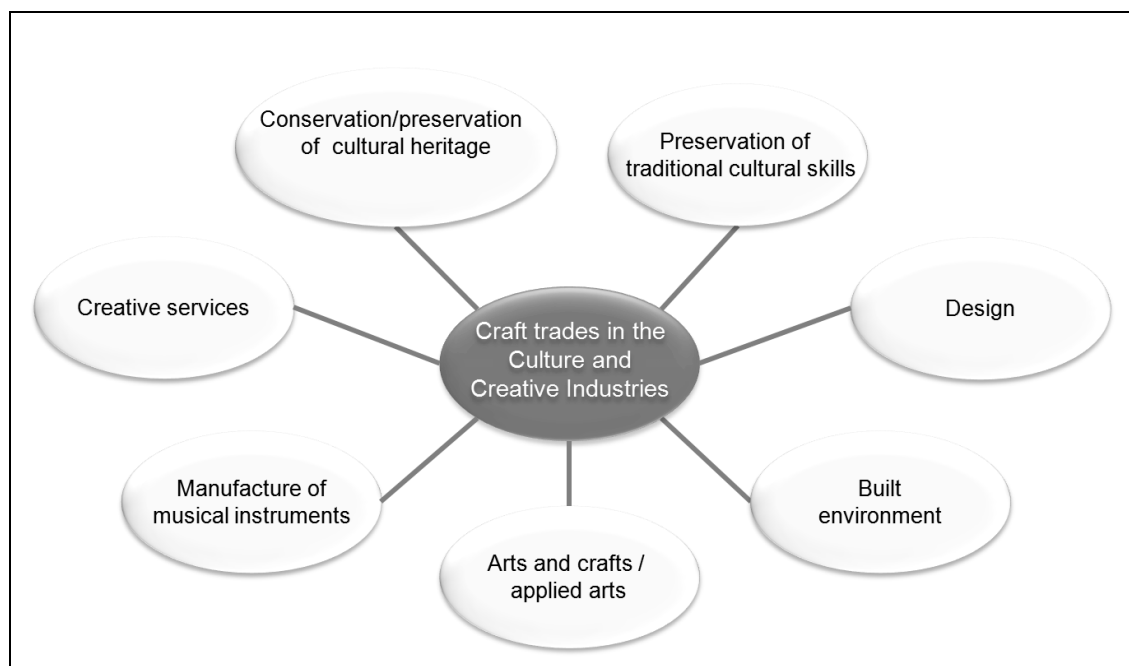 Conservation/preservation
of cultural heritage
Preservation of
traditional cultural skills
Creative services
Design
Craft trades in the
Culture and
Creative Industries
Manufacture of
musical instruments
Built
environment
Arts and crafts /
applied arts